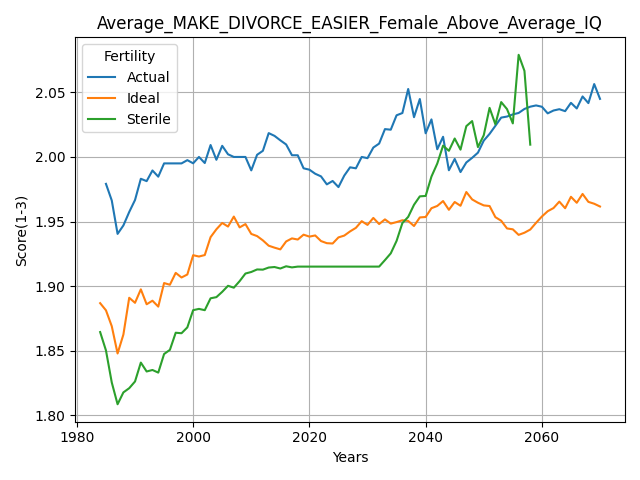 Average_MAKE_DIVORCE_EASIER_Female_Above_Average_IQ
Fertility
Actual
Ideal
Sterile
Score(1-3)
2.05
2.00
1.95
1.90
1.85
1.80
1980
2000
2020
2040
2060
Years